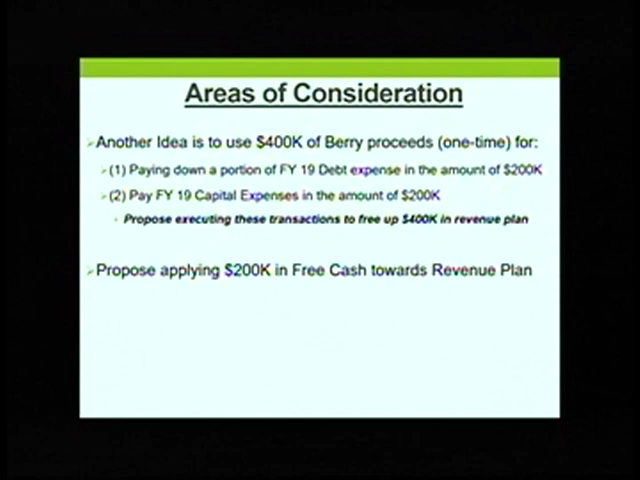 Areas of Consideration
Another Idea is to use $400K of Berry proceeds (one-time) for:
(1) Paying down a portion of FY 19 Debt expense in the amount of $200K
(2) Pay FY 19 Capital Expenses in the amount of $200K
Propose executing these transactions to free up $400K in revenue plan
Propose applying $200K in Free Cash towards Revenue Plan